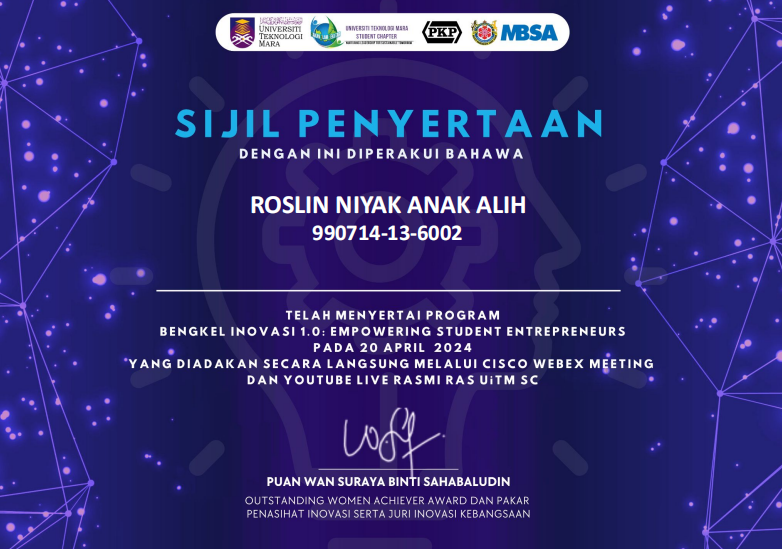 UNIVERSITI
TEKNOLOGI
MARA
UNIVERSITI TEKNOLOGI MARA
STUDENT CHAPTER
PKP
MBSA
SIJIL PENYERTAAN
DENGAN INI DIPERAKUI BAHAWA
ROSLIN NIYAK ANAK ALIH
990714-13-6002
TELAH MENYERTAI PROGRAM
BENGKEL INOVASI 1.0: EMPOWERING STUDENT ENTREPRENEURS
PADA 20 APRIL 2024
YANG DIADAKAN SECARA LANGSUNG MELALUI CISCO WEBEX MEETING
DAN YOUTUBE LIVE RASMI RAS UiTM SC
PUAN WAN SURAYA BINTI SAHABALUDIN
OUTSTANDING WOMEN ACHIEVER AWARD DAN PAKAR
PENASIHAT INOVASI SERTA JURI INOVASI KEBANGSAAN